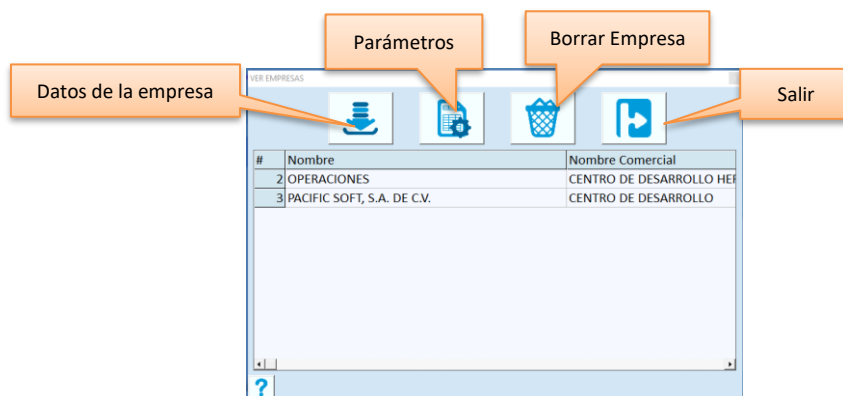 Parámetros
Borrar Empresa
Datos de la empresa
Salir
VER EMPRESAS
# Nombre Nombre Comercial
2 OPERACIONES CENTRO DE DESARROLLO
3 PACIFIC SOFT, S.A. DE C.V. CENTRO DE DESARROLLO
?